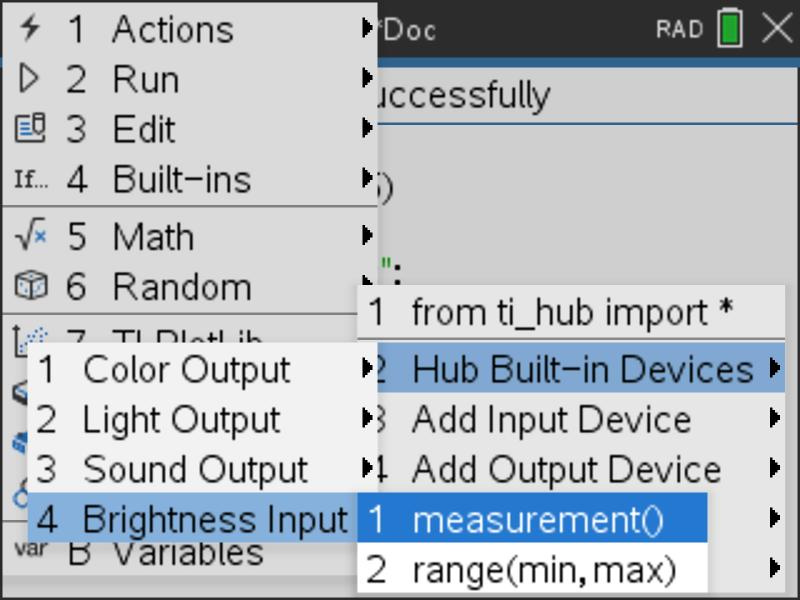 1 Actions
*Doc
RAD
2 Run
uccessfully
3 Edit
If... 4 Built-ins
)
√x 5 Math
6 Random
":
1 from ti_hub import *
7 TI PlotLib
1 Color Output
2 Hub Built-in Devices
2 Light Output
3 Add Input Device
3 Sound Output
4 Add Output Device
4 Brightness Input
1 measurement()
var B Variables
2 range(min,max)